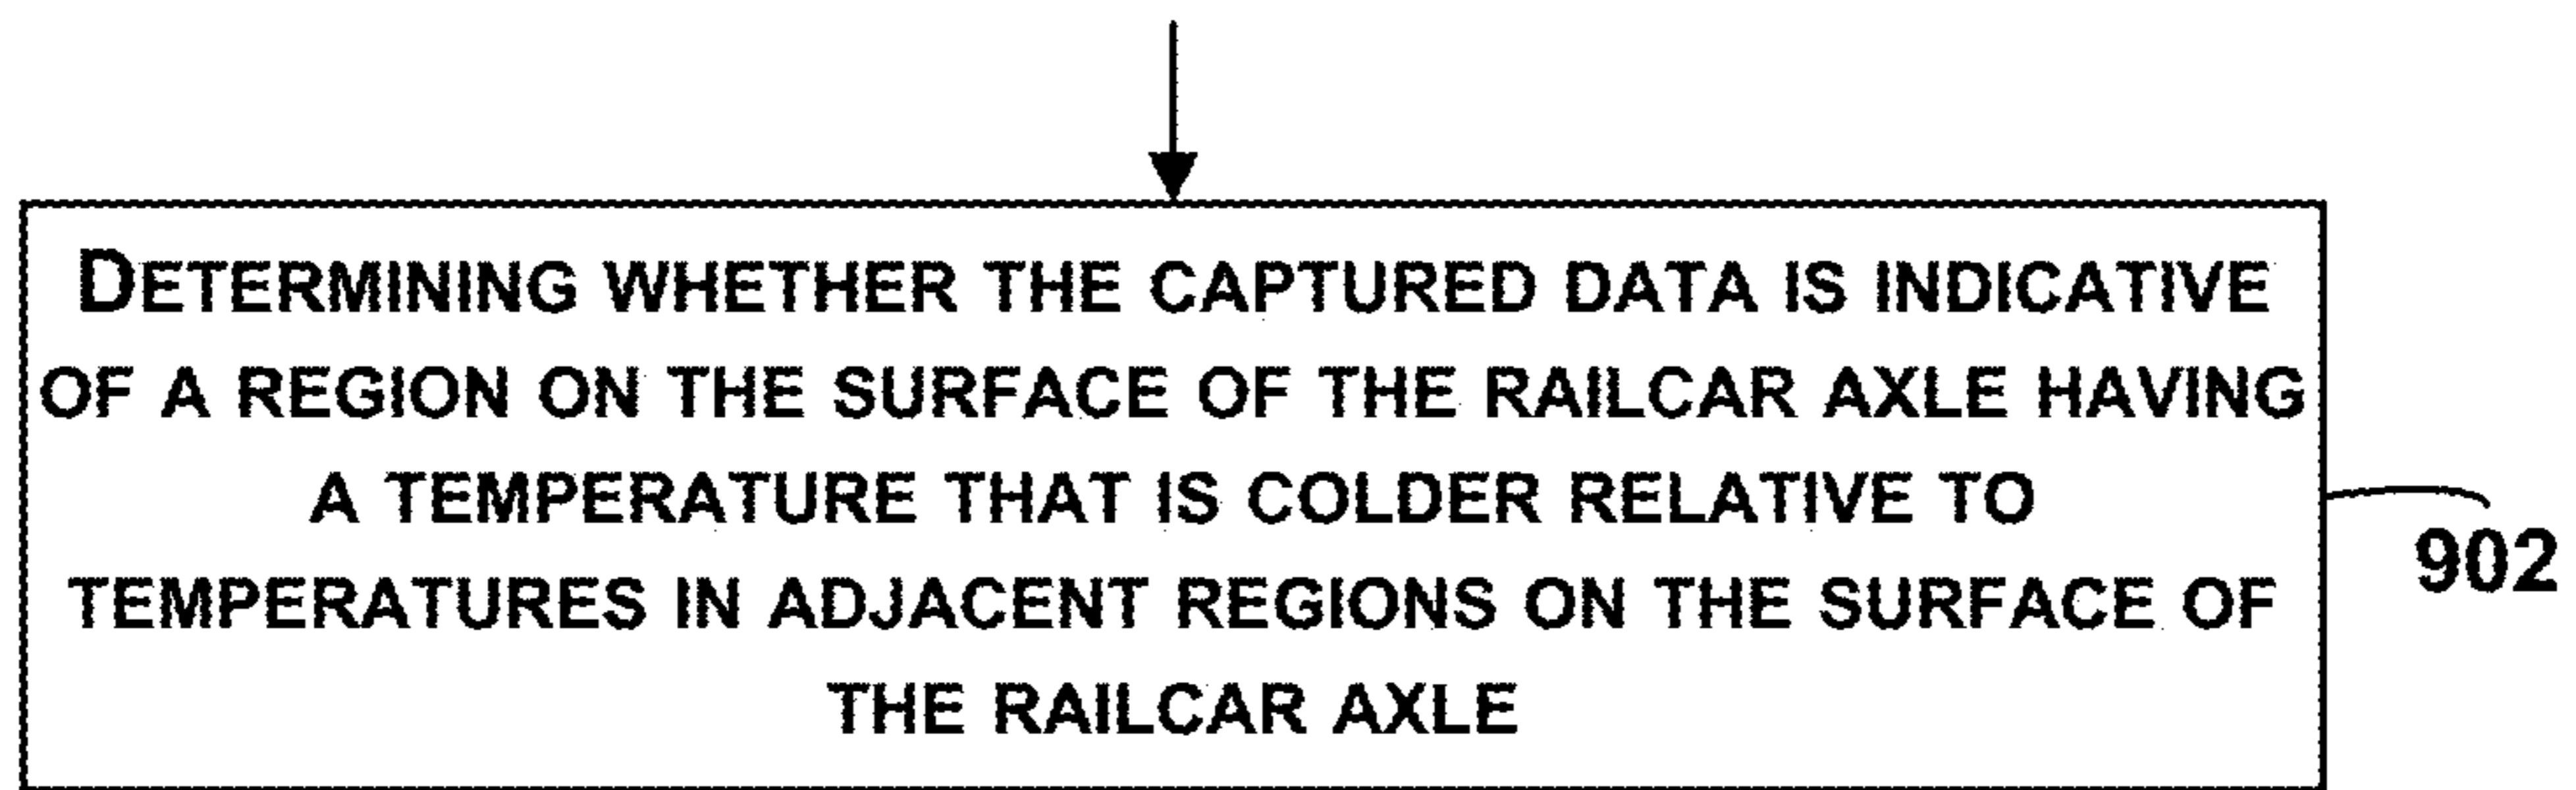 DETERMINING WHETHER THE CAPTURED DATA IS INDICATIVE
OF A REGION ON THE SURFACE OF THE RAILCAR AXLE HAVING
A TEMPERATURE THAT IS COLDER RELATIVE TO
TEMPERATURES IN ADJACENT REGIONS ON THE SURFACE OF
THE RAILCAR AXLE
902